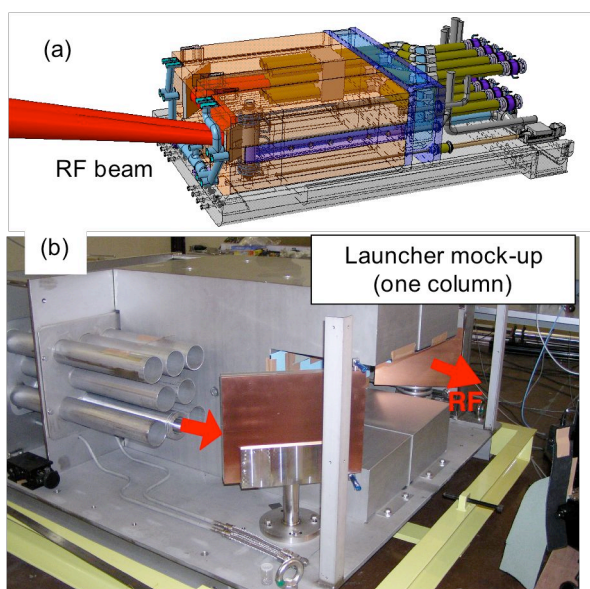 (a)
RF beam
(b)
Launcher mock-up
(one column)
RF